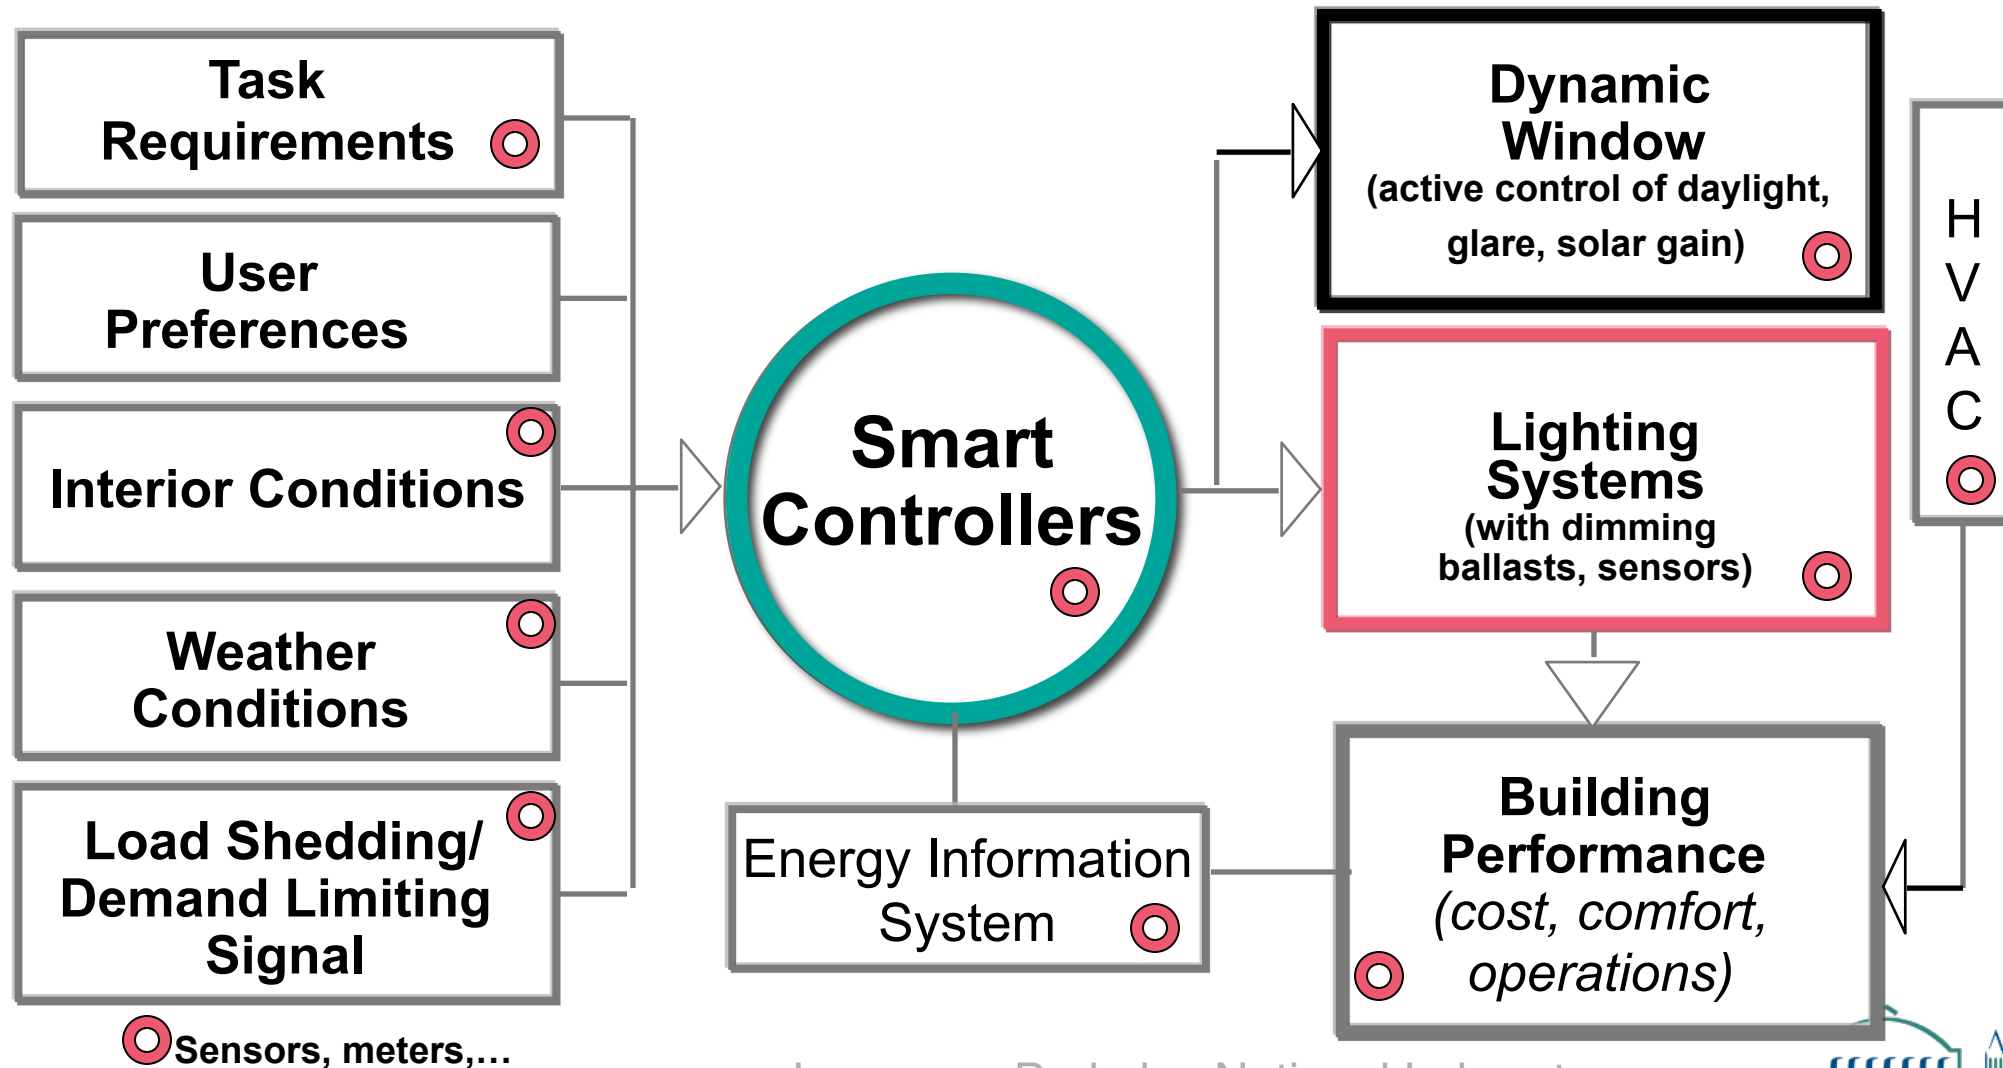 Task
Requirements
User
Preferences
Interior Conditions
Weather
Conditions
Load Shedding/
Demand Limiting
Signal
Sensors, meters,…
Smart
Controllers
Energy Information
System
Dynamic
Window
(active control of daylight,
glare, solar gain)
Lighting
Systems
(with dimming
ballasts, sensors)
Building
Performance
(cost, comfort,
operations)
H
V
A
C